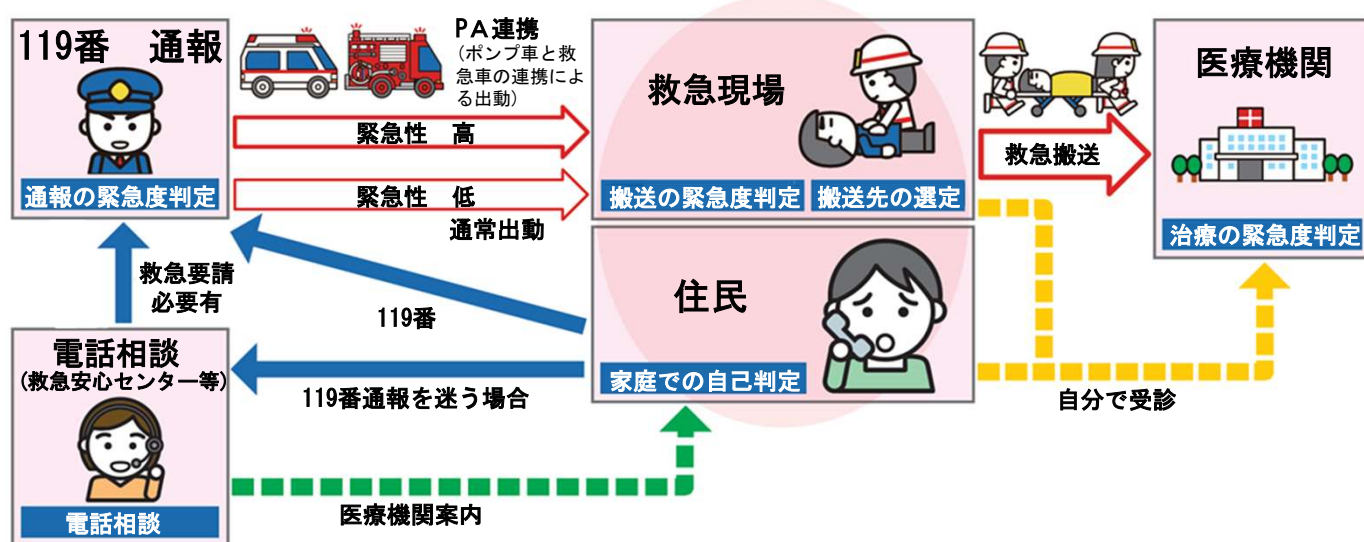 119番 通報
通報の緊急度判定
PA連携
(ポンプ車と救
急車の連携によ
る出動)
緊急性 高
緊急性 低
通常出動
救急現場
搬送の緊急度判定
搬送先の選定
救急搬送
医療機関
治療の緊急度判定
救急要請
必要有
119番
住民
家庭での自己判定
電話相談
(救急安心センター等)
電話相談
119番通報を迷う場合
自分で受診
医療機関案内